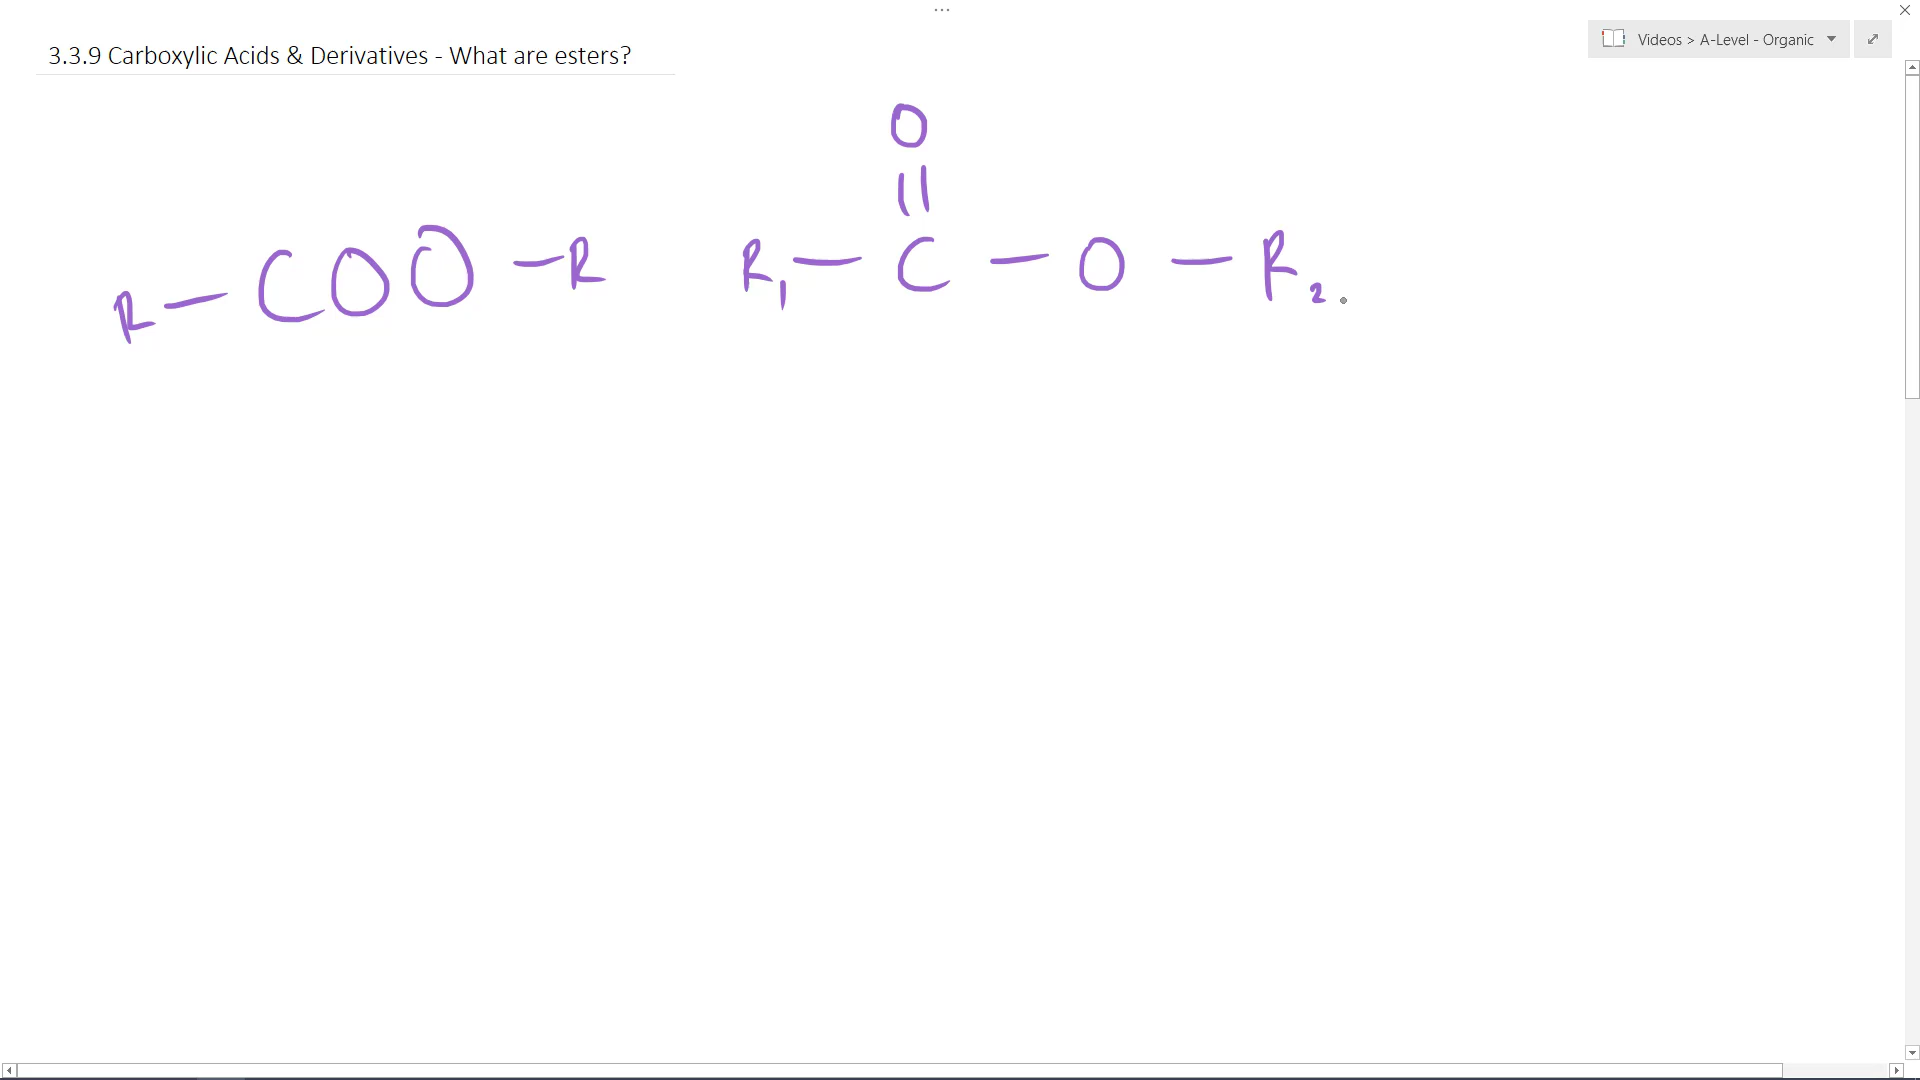 3.3.9 Carboxylic Acids & Derivatives - What are esters?
Videos > A-Level - Organic
O
||
R — COO — R
R₁ — C — O — R₂